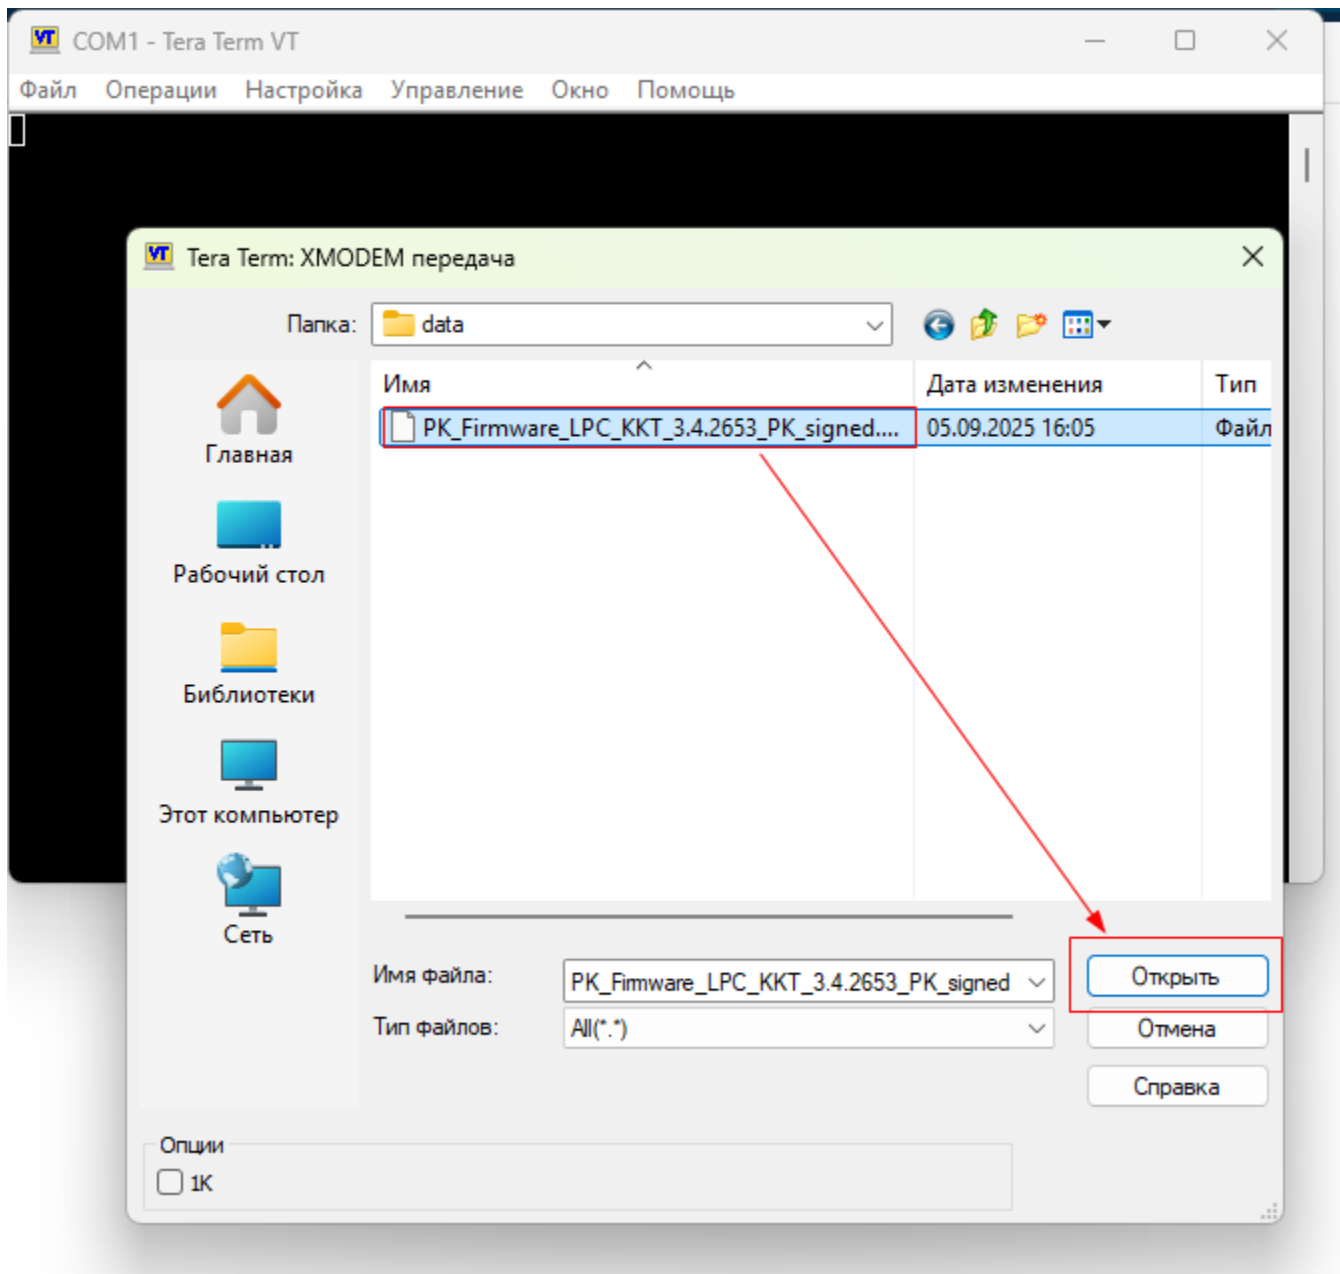 COM1 - Tera Term VT
Файл Операции Настройка Управление Окно Помощь
Tera Term: XMODEM передача
Папка: data
Имя Дата изменения Тип
PK_Firmware_LPC_KKT_3.4.2653_PK_signed.... 05.09.2025 16:05 Файл
Главная
Рабочий стол
Библиотеки
Этот компьютер
Сеть
Имя файла: PK_Firmware_LPC_KKT_3.4.2653_PK_signed Открыть
Тип файлов: All(*.*) Отмена
Справка
Опции
1K